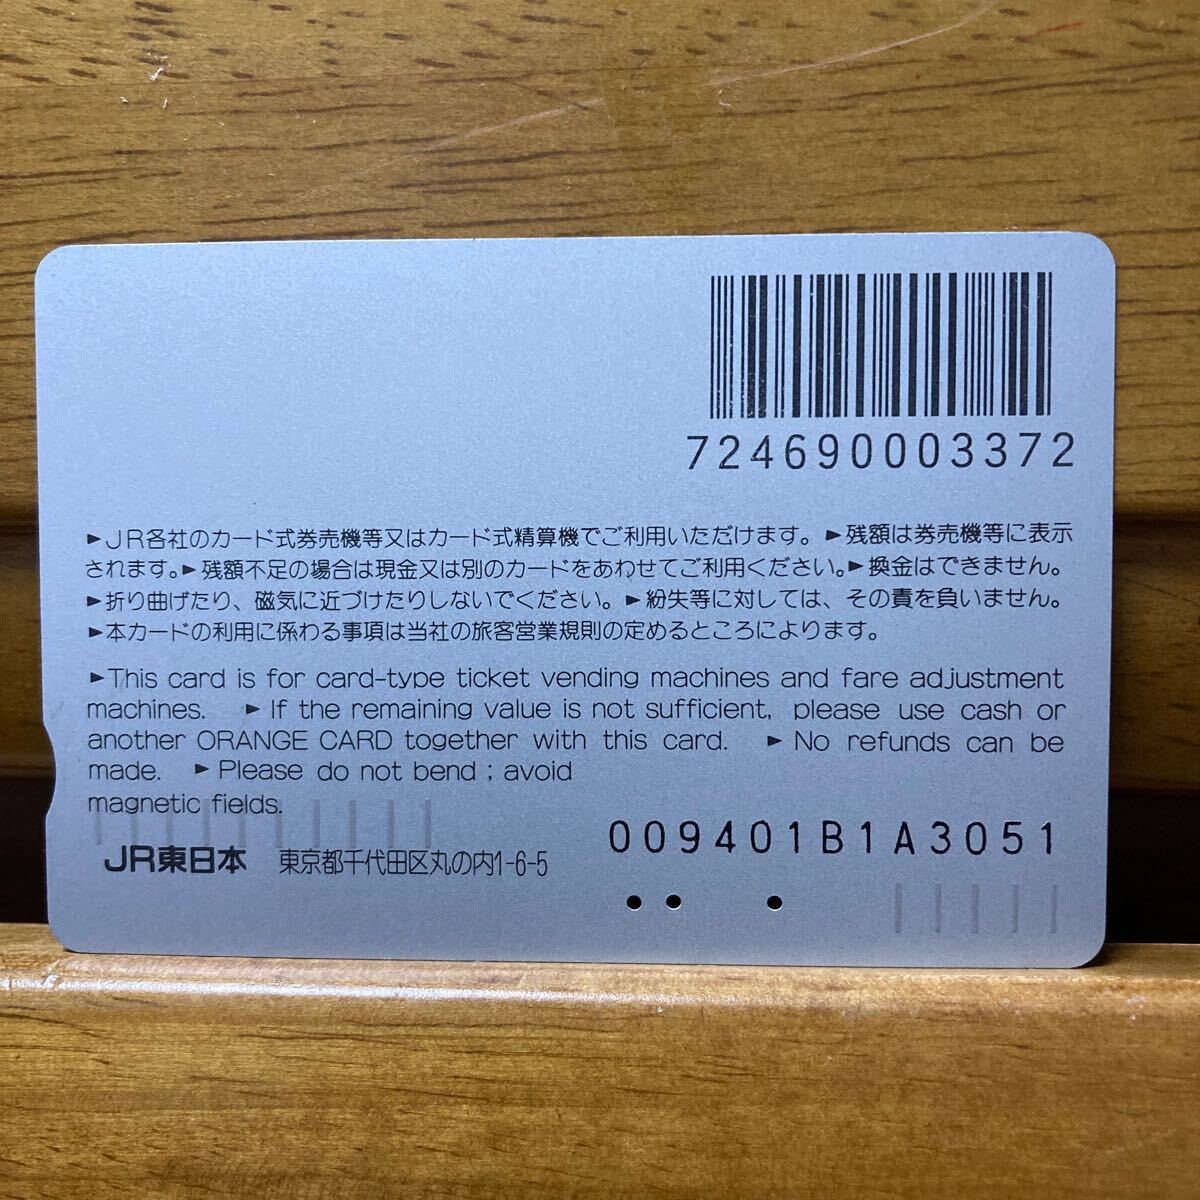 724690003372
▶JR各社のカード式券売機等又はカード式精算機でご利用いただけます。▶残額は券売機等に表示
されます。▶残額不足の場合は現金又は別のカードをあわせてご利用ください。▶換金はできません。
▶折り曲げたり、磁気に近づけたりしないでください。▶紛失等に対しては、その責を負いません。
▶本カードの利用に係わる事項は当社の旅客営業規則の定めるところによります。
▶This card is for card-type ticket vending machines and fare adjustment
machines. ▶If the remaining value is not sufficient, please use cash or
another ORANGE CARD together with this card. ▶No refunds can be
made. ▶Please do not bend ; avoid
magnetic fields.
009401B1A3051
JR東日本 東京都千代田区丸の内1-6-5